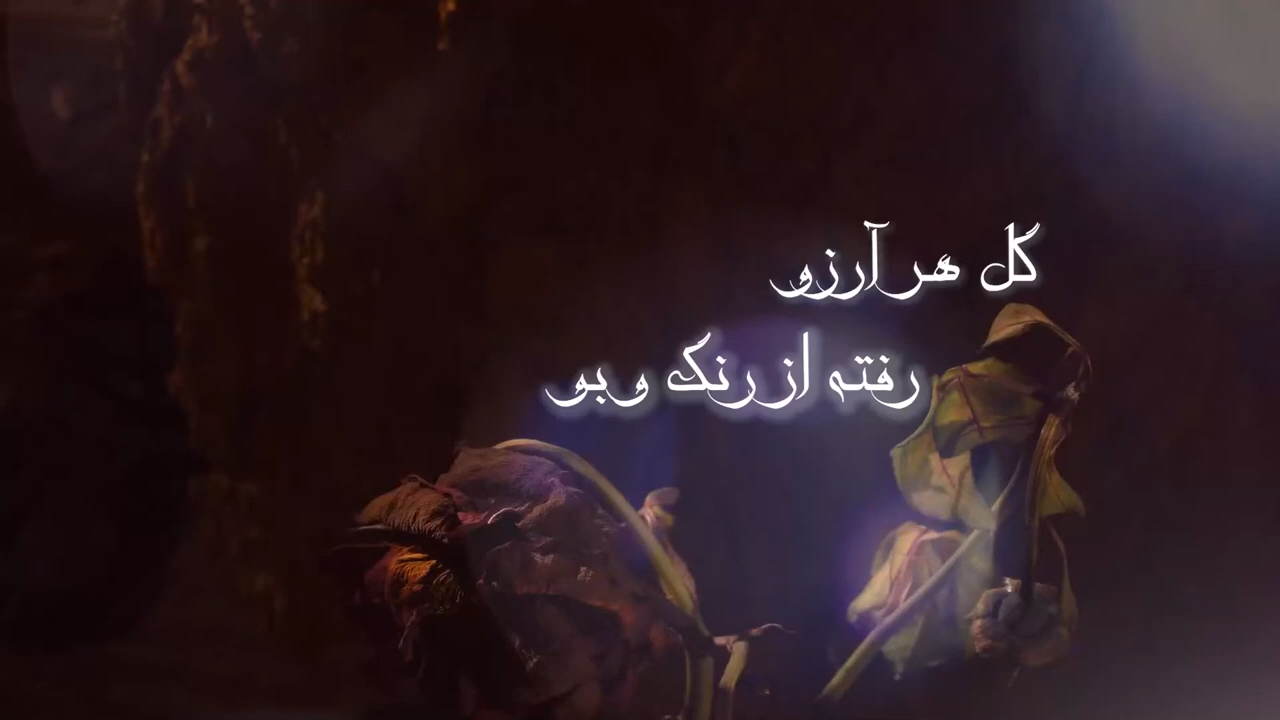 گل هر آرزو
رفته از رنگ و بو